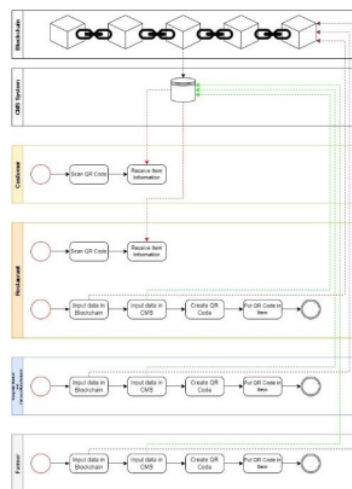 Blockchain
CMS System
Customer
Scan QR Code
Receive Item
Information
Restaurant
Scan QR Code
Receive Item
Information
Input data in
Blockchain
Input data in
CMS
Create QR
Code
Put QR Code in
Item
Input data in
Blockchain
Input data in
CMS
Create QR
Code
Put QR Code in
Item
Farmer
Input data in
Blockchain
Input data in
CMS
Create QR
Code
Put QR Code in
Item